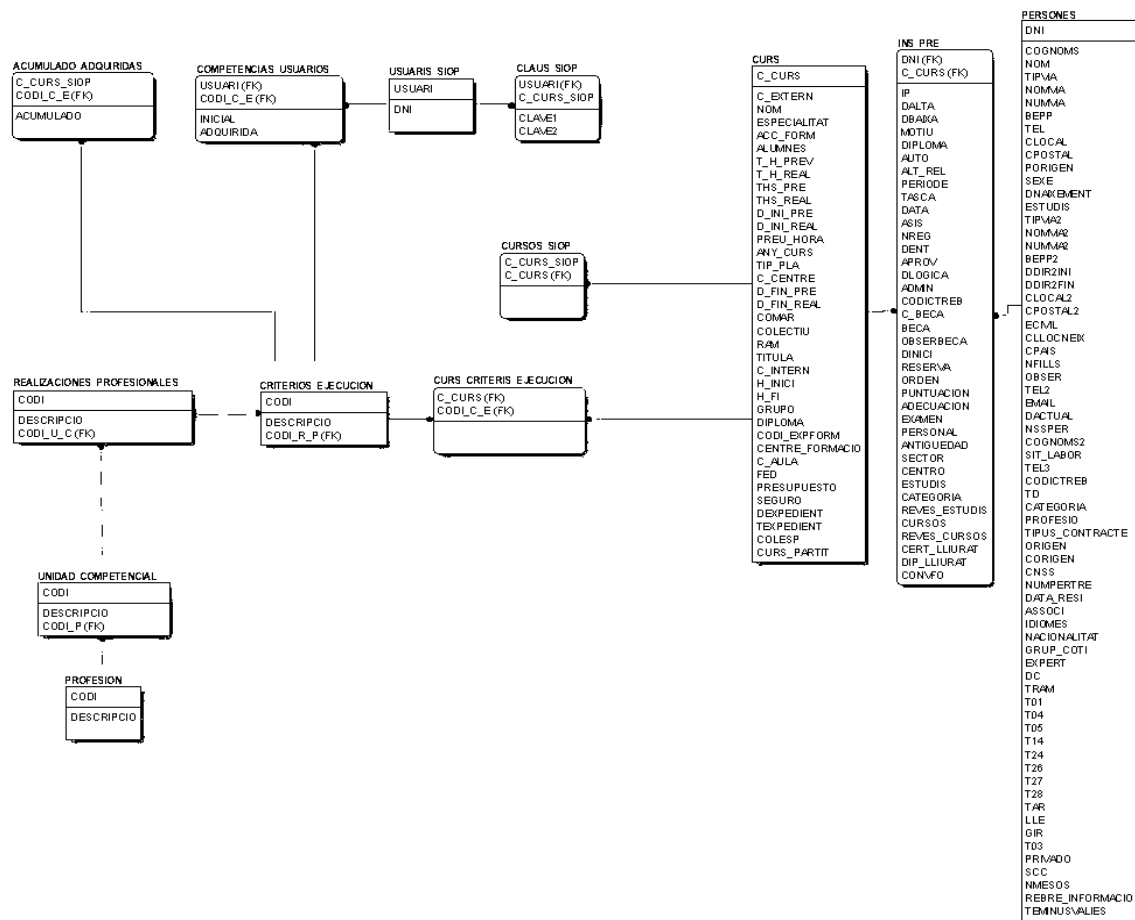 ACUMULADO ADQUIRIDAS
C_CURS_SIOP
CODI_C_E (FK)
ACUMULADO
COMPETENCIAS USUARIOS
USUARI (FK)
CODI_C_E (FK)
INICIAL
ADQUIRIDA
USUARIS SIOP
USUARI
DNI
CLAUS SIOP
USUARI (FK)
C_CURS_SIOP
CLAVE1
CLAVE2
CURSOS SIOP
C_CURS_SIOP
C_CURS (FK)
REALIZACIONES PROFESIONALES
CODI
DESCRIPCIO
CODI_U_C (FK)
CRITERIOS EJECUCION
CODI
DESCRIPCIO
CODI_R_P (FK)
CURS CRITERIS EJECUCION
C_CURS (FK)
CODI_C_E (FK)
UNIDAD COMPETENCIAL
CODI
DESCRIPCIO
CODI_P (FK)
PROFESION
CODI
DESCRIPCIO
CURS
C_CURS
C_EXTERN
NOM
ESPECIALITAT
ACC_FORM
ALUMNES
T_H_PREV
T_H_REAL
THS_PRE
THS_REAL
D_INI_PRE
D_INI_REAL
PREU_HORA
ANY_CURS
TIP_PLA
C_CENTRE
D_FIN_PRE
D_FIN_REAL
COMAR
COLECTIU
RAM
TITULA
C_INTERN
H_INICI
H_FI
GRUPO
DIPLOMA
CODI_EXPFORM
CENTRE_FORMACIO
C_AULA
FED
PRESUPUESTO
SEGURO
DEXPEDIENT
TEXPEDIENT
COLESP
CURS_PARTIT
INS PRE
DNI (FK)
C_CURS (FK)
IP
DALTA
DBAIXA
MOTIU
DIPLOMA
AUTO
ALT_REL
PERIODE
TASCA
DATA
ASIS
NREG
DENT
APROV
DLOGICA
ADMIN
CODICTREB
C_BECA
BECA
OBSERBECA
DINICI
RESERVA
ORDEN
PUNTUACION
ADECUACION
EXAMEN
PERSONAL
ANTIGUEDAD
SECTOR
CENTRO
ESTUDIS
CATEGORIA
REVES_ESTUDIS
CURSOS
REVES_CURSOS
CERT_LLIURAT
DIP_LLIURAT
CONVFO
PERSONES
DNI
COGNOMS
NOM
TIPVIA
NOMVIA
NUMVIA
BEPP
TEL
CLOCAL
CPOSTAL
PORIGEN
SEXE
DNAIXEMENT
ESTUDIS
TIPVIA2
NOMVIA2
NUMVIA2
BEPP2
DDIR2INI
DDIR2FIN
CLOCAL2
CPOSTAL2
ECIVIL
CLLOCNEIX
CPAIS
NFILLS
OBSER
TEL2
EMAIL
DACTUAL
NSSPER
COGNOMS2
SIT_LABOR
TEL3
CODICTREB
TD
CATEGORIA
PROFESIO
TIPUS_CONTRACTE
ORIGEN
CORIGEN
CNSS
NUMPERTRE
DATA_RESI
ASSOCI
IDIOMES
NACIONALITAT
GRUP_COTI
EXPERT
DC
TRAM
T01
T04
T05
T14
T24
T26
T27
T28
TAR
LLE
GIR
T03
PRIVADO
SCC
NMESOS
REBRE_INFORMACIO
TEMINUSVALIES